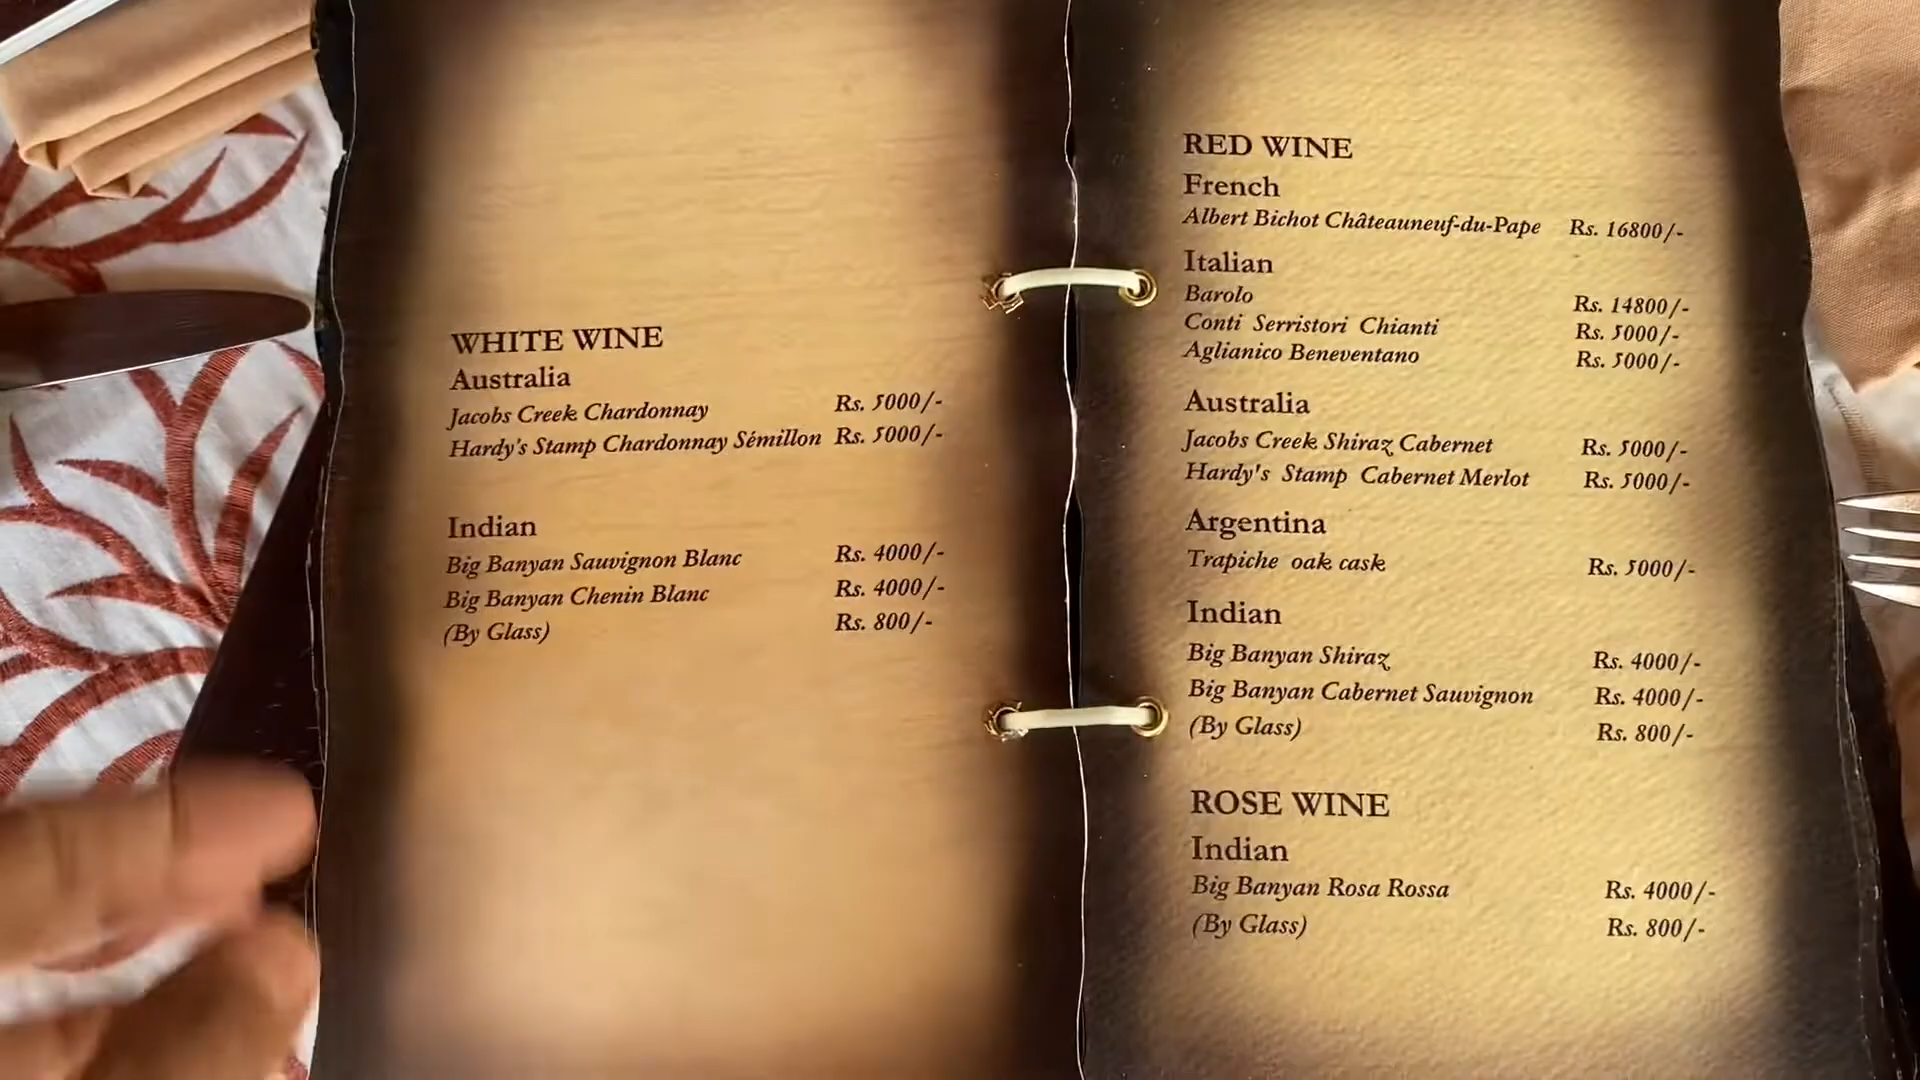 WHITE WINE
Australia
Jacobs Creek Chardonnay Rs. 5000/-
Hardy's Stamp Chardonnay Sémillon Rs. 5000/-
Indian
Big Banyan Sauvignon Blanc Rs. 4000/-
Big Banyan Chenin Blanc Rs. 4000/-
(By Glass) Rs. 800/-
RED WINE
French
Albert Bichot Châteauneuf-du-Pape Rs. 16800/-
Italian
Barolo Rs. 14800/-
Conti Serristori Chianti Rs. 5000/-
Aglianico Beneventano Rs. 5000/-
Australia
Jacobs Creek Shiraz Cabernet Rs. 5000/-
Hardy's Stamp Cabernet Merlot Rs. 5000/-
Argentina
Trapiche oak cask Rs. 5000/-
Indian
Big Banyan Shiraz Rs. 4000/-
Big Banyan Cabernet Sauvignon Rs. 4000/-
(By Glass) Rs. 800/-
ROSE WINE
Indian
Big Banyan Rosa Rossa Rs. 4000/-
(By Glass) Rs. 800/-